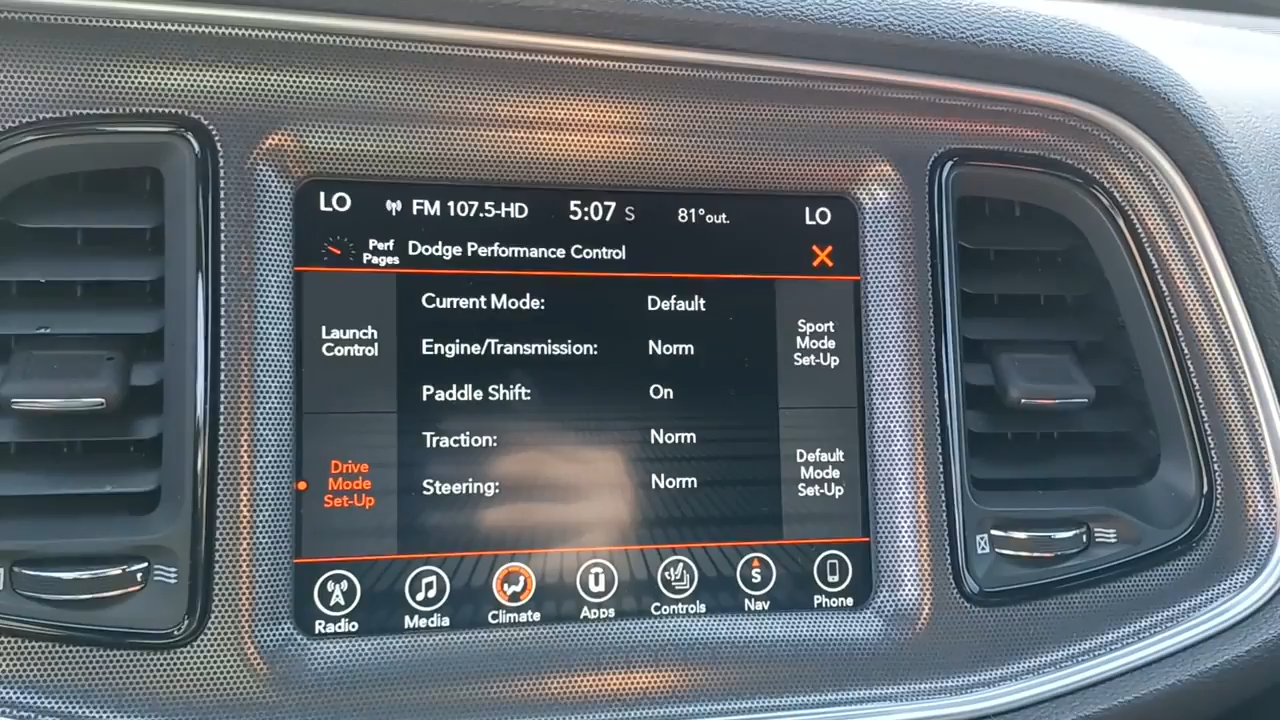 LO FM 107.5-HD 5:07 S 81°out. LO
Perf Pages Dodge Performance Control
Launch
Control
Drive
Mode
Set-Up
Current Mode: Default
Engine/Transmission: Norm
Paddle Shift: On
Traction: Norm
Steering: Norm
Sport
Mode
Set-Up
Default
Mode
Set-Up
S
Radio Media Climate Apps Controls Nav Phone